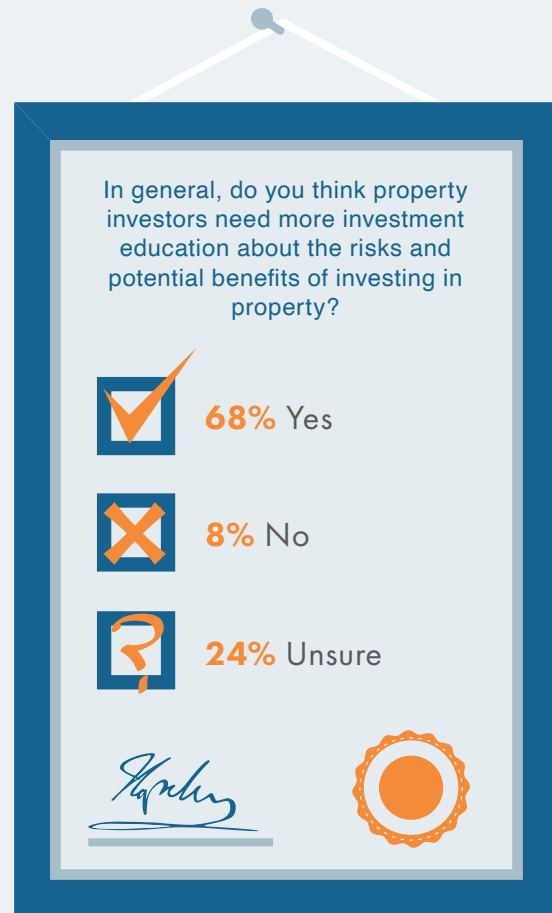 In general, do you think property
investors need more investment
education about the risks and
potential benefits of investing in
property?
68% Yes
8% No
24% Unsure